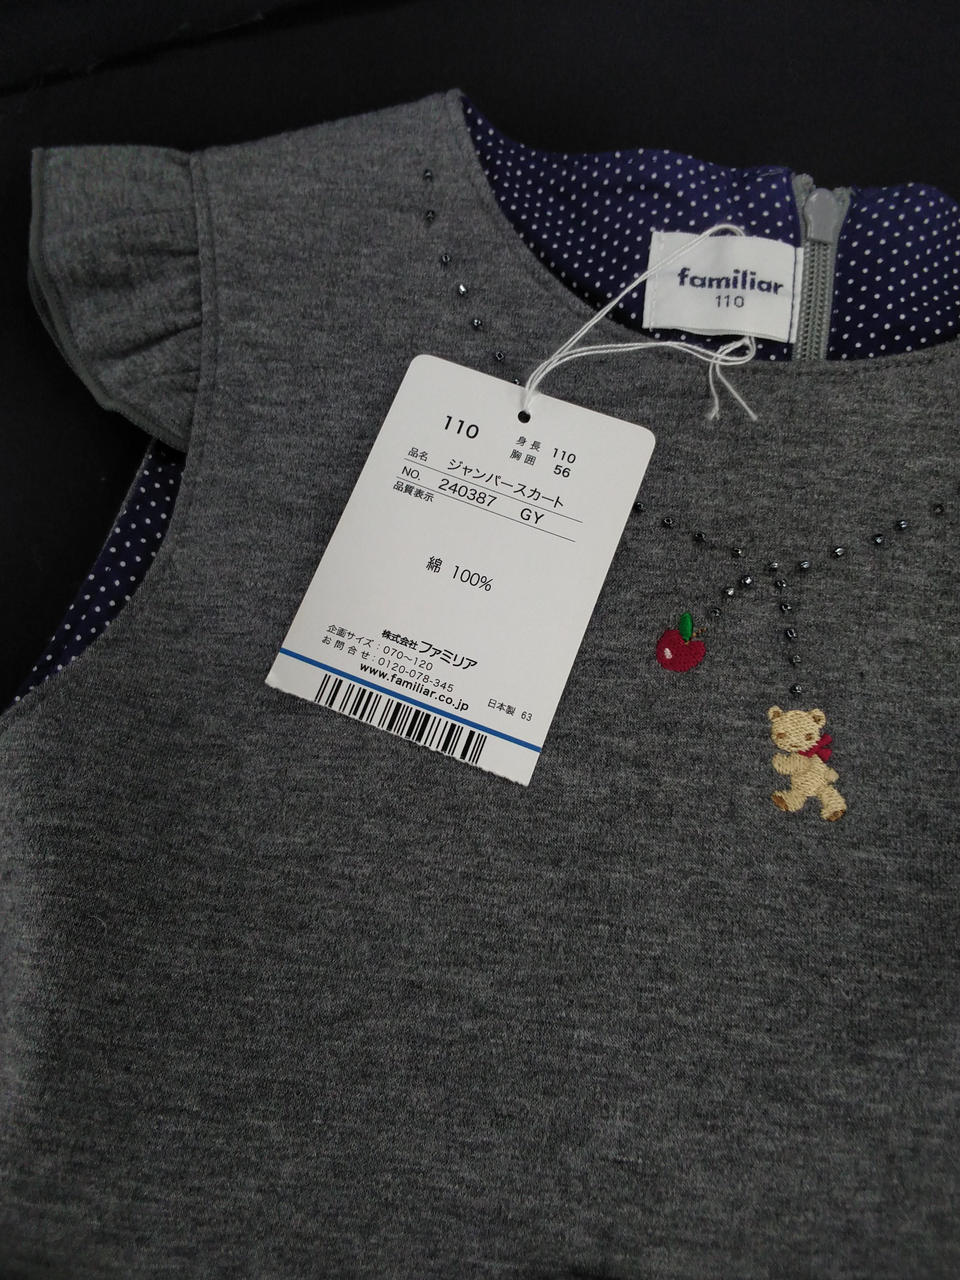 familiar
110
110
身長 110
胸囲 56
品名 ジャンパースカート
NO. 240387 GY
品質表示
綿 100%
株式会社ファミリア
企画サイズ:070〜120
お問合せ:0120-078-345
www.familiar.co.jp
日本製 63